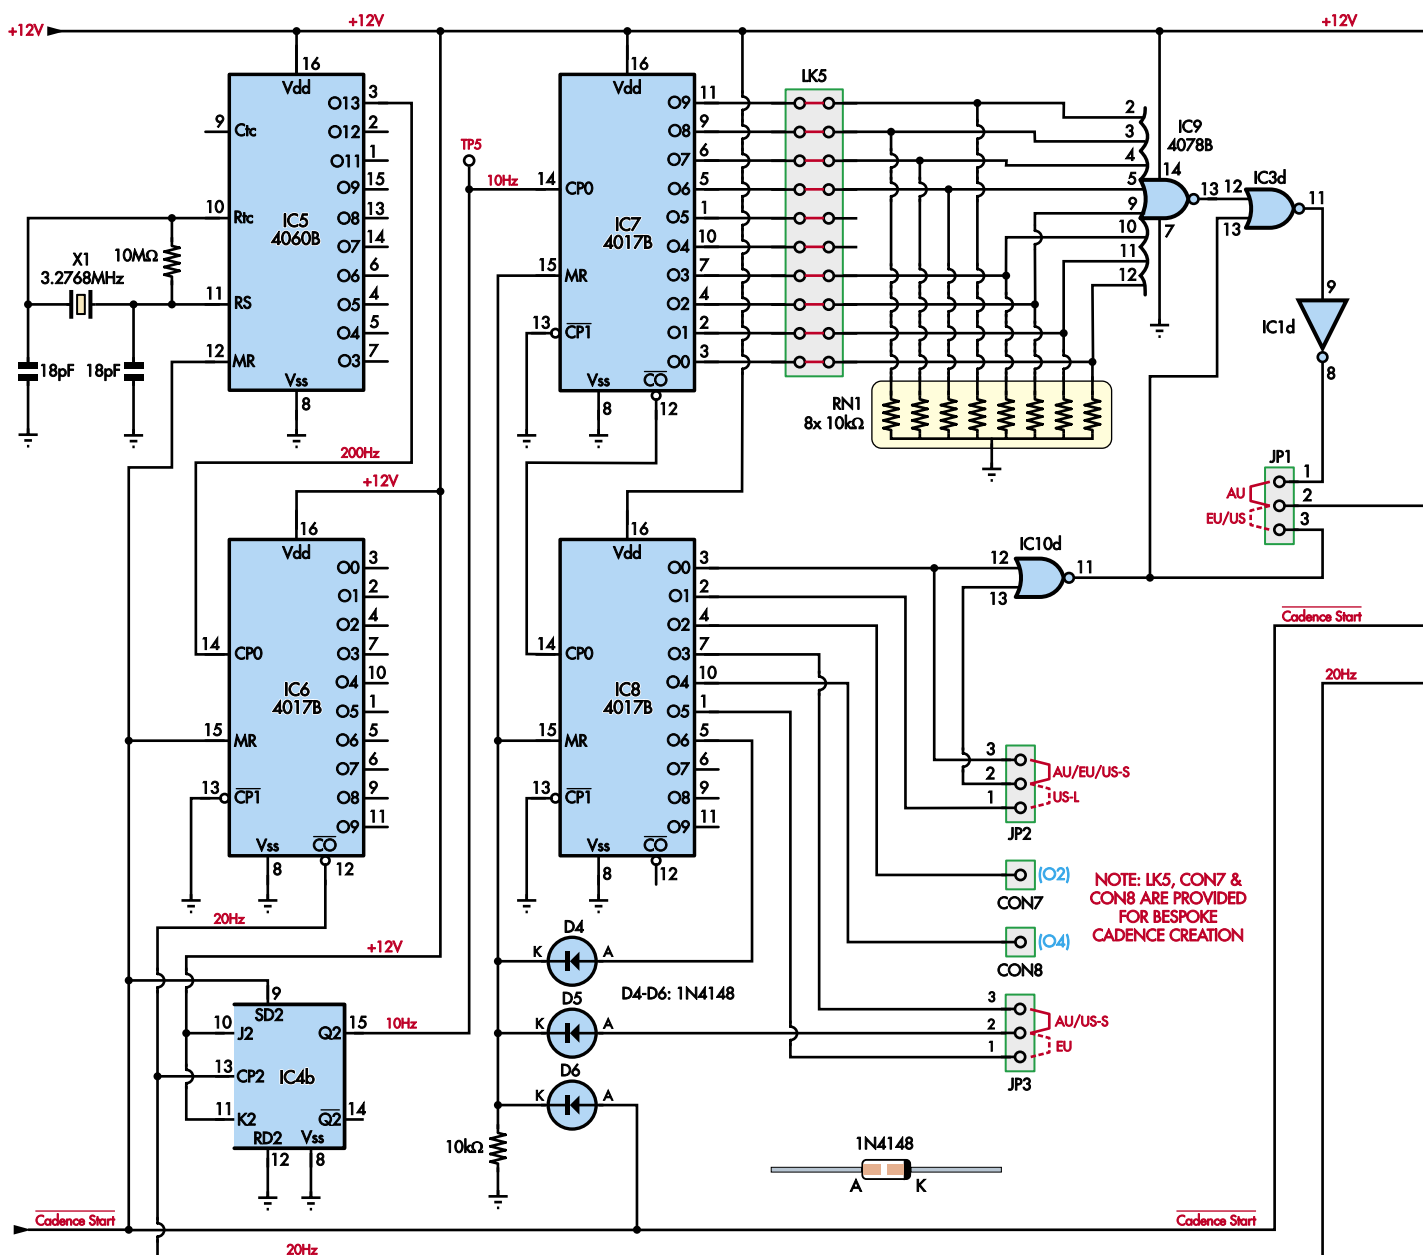 +12V
+12V
+12V
16
Vdd
O13 3
9 Ctc
O12 2
O11 1
O9 15
10 Rtc
O8 13
IC5
4060B
O7 14
10MΩ
X1
3.2768MHz
O6 6
11 RS
O5 4
O4 5
12 MR
O3 7
18pF
18pF
Vss
8
200Hz
+12V
16
Vdd
O0 3
O1 2
O2 4
14 CP0
O3 7
O4 10
IC6
4017B
O5 1
15 MR
O6 5
O7 6
13 CP1
O8 9
O9 11
Vss
CO
8
12
20Hz
+12V
9
SD2
10 J2
Q2 15
10Hz
13 CP2
IC4b
11 K2
Q2 14
RD2
Vss
12
8
Cadence Start
20Hz
TP5
10Hz
16
Vdd
O9 11
O8 9
O7 6
14 CP0
O6 5
IC7
4017B
O5 1
O4 10
15 MR
O3 7
O2 4
13 CP1
O1 2
O0 3
Vss
CO
8
12
LK5
RN1
8x 10kΩ
2
3
4
5
9
10
11
12
IC9
4078B
14
7
13
12
13
IC3d
11
9
IC1d
8
JP1
1
2
3
AU
EU/US
16
Vdd
O0 3
O1 2
O2 4
14 CP0
O3 7
O4 10
IC8
4017B
O5 1
15 MR
O6 5
O7 6
13 CP1
O8 9
O9 11
Vss
CO
8
12
IC10d
12
13
11
Cadence Start
20Hz
3
2
1
AU/EU/US-S
US-L
JP2
(O2)
CON7
(O4)
CON8
NOTE: LK5, CON7 &
CON8 ARE PROVIDED
FOR BESPOKE
CADENCE CREATION
3
2
1
AU/US-S
EU
JP3
D4
K A
D4-D6: 1N4148
D5
K A
D6
K A
10kΩ
1N4148
A K
Cadence Start